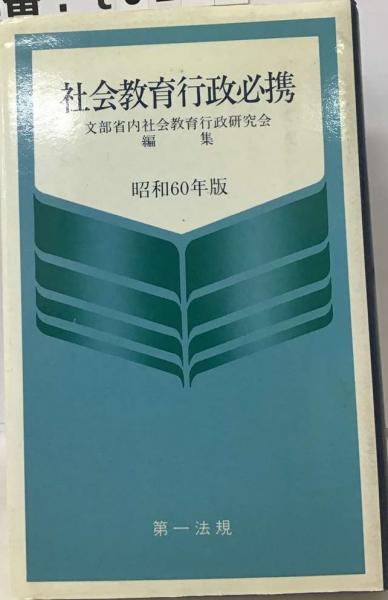 社会教育行政必携
文部省内社会教育行政研究会
編集
昭和60年版
第一法規